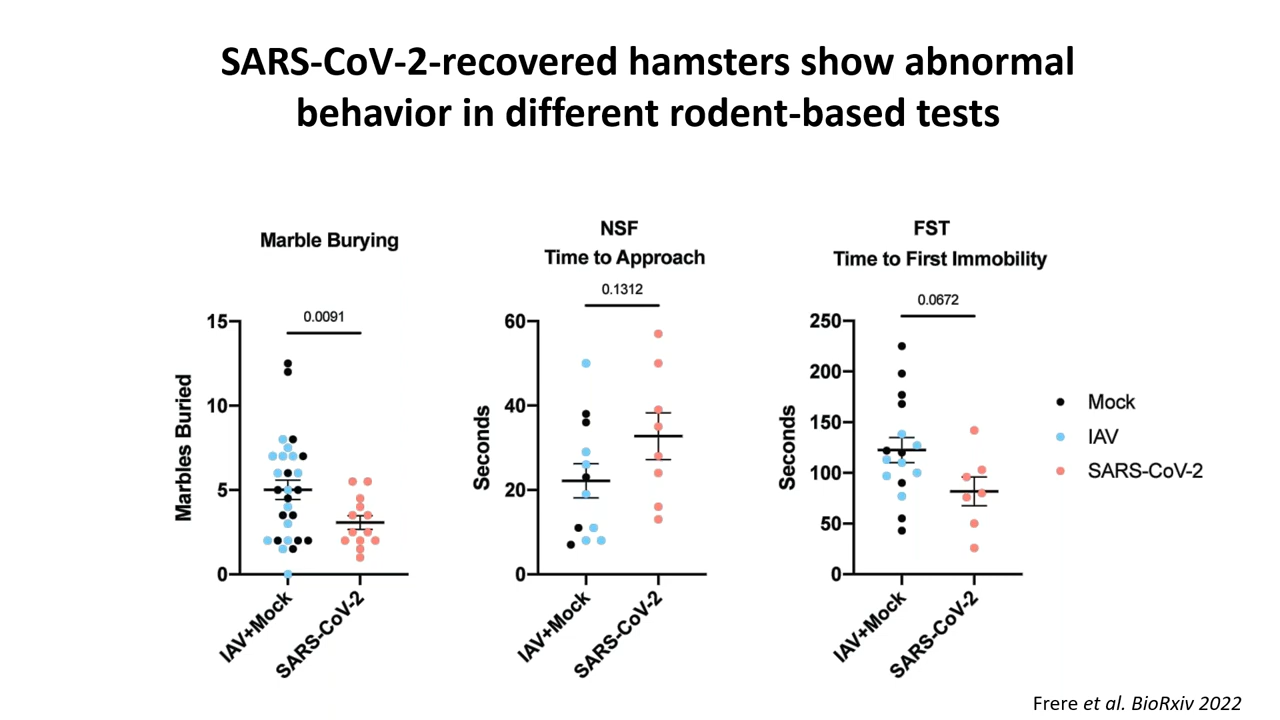 SARS-CoV-2-recovered hamsters show abnormal
behavior in different rodent-based tests
Marble Burying
0.0091
15
10
5
0
Marbles Buried
IAV+Mock
SARS-CoV-2
NSF
Time to Approach
0.1312
60
40
20
0
Seconds
IAV+Mock
SARS-CoV-2
FST
Time to First Immobility
0.0672
250
200
150
100
50
0
Seconds
IAV+Mock
SARS-CoV-2
Mock
IAV
SARS-CoV-2
Frere et al. BioRxiv 2022